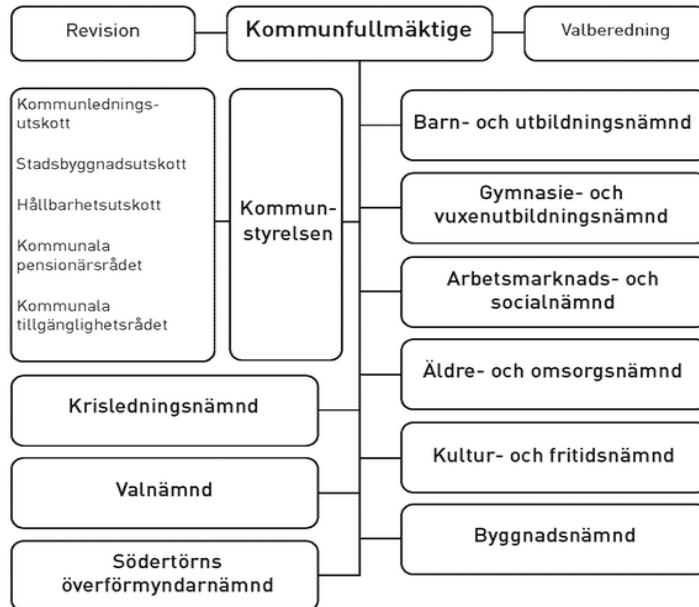 Revision
Kommunfullmäktige
Valberedning
Kommunlednings-
utskott
Stadsbyggnadsutskott
Hållbarhetsutskott
Kommunala
pensionärsrådet
Kommunala
tillgänglighetsrådet
Kommun-
styrelsen
Krisledningsnämnd
Valnämnd
Södertörns
överförmyndarnämnd
Barn- och utbildningsnämnd
Gymnasie- och
vuxenutbildningsnämnd
Arbetsmarknads- och
socialnämnd
Äldre- och omsorgsnämnd
Kultur- och fritidsnämnd
Byggnadsnämnd